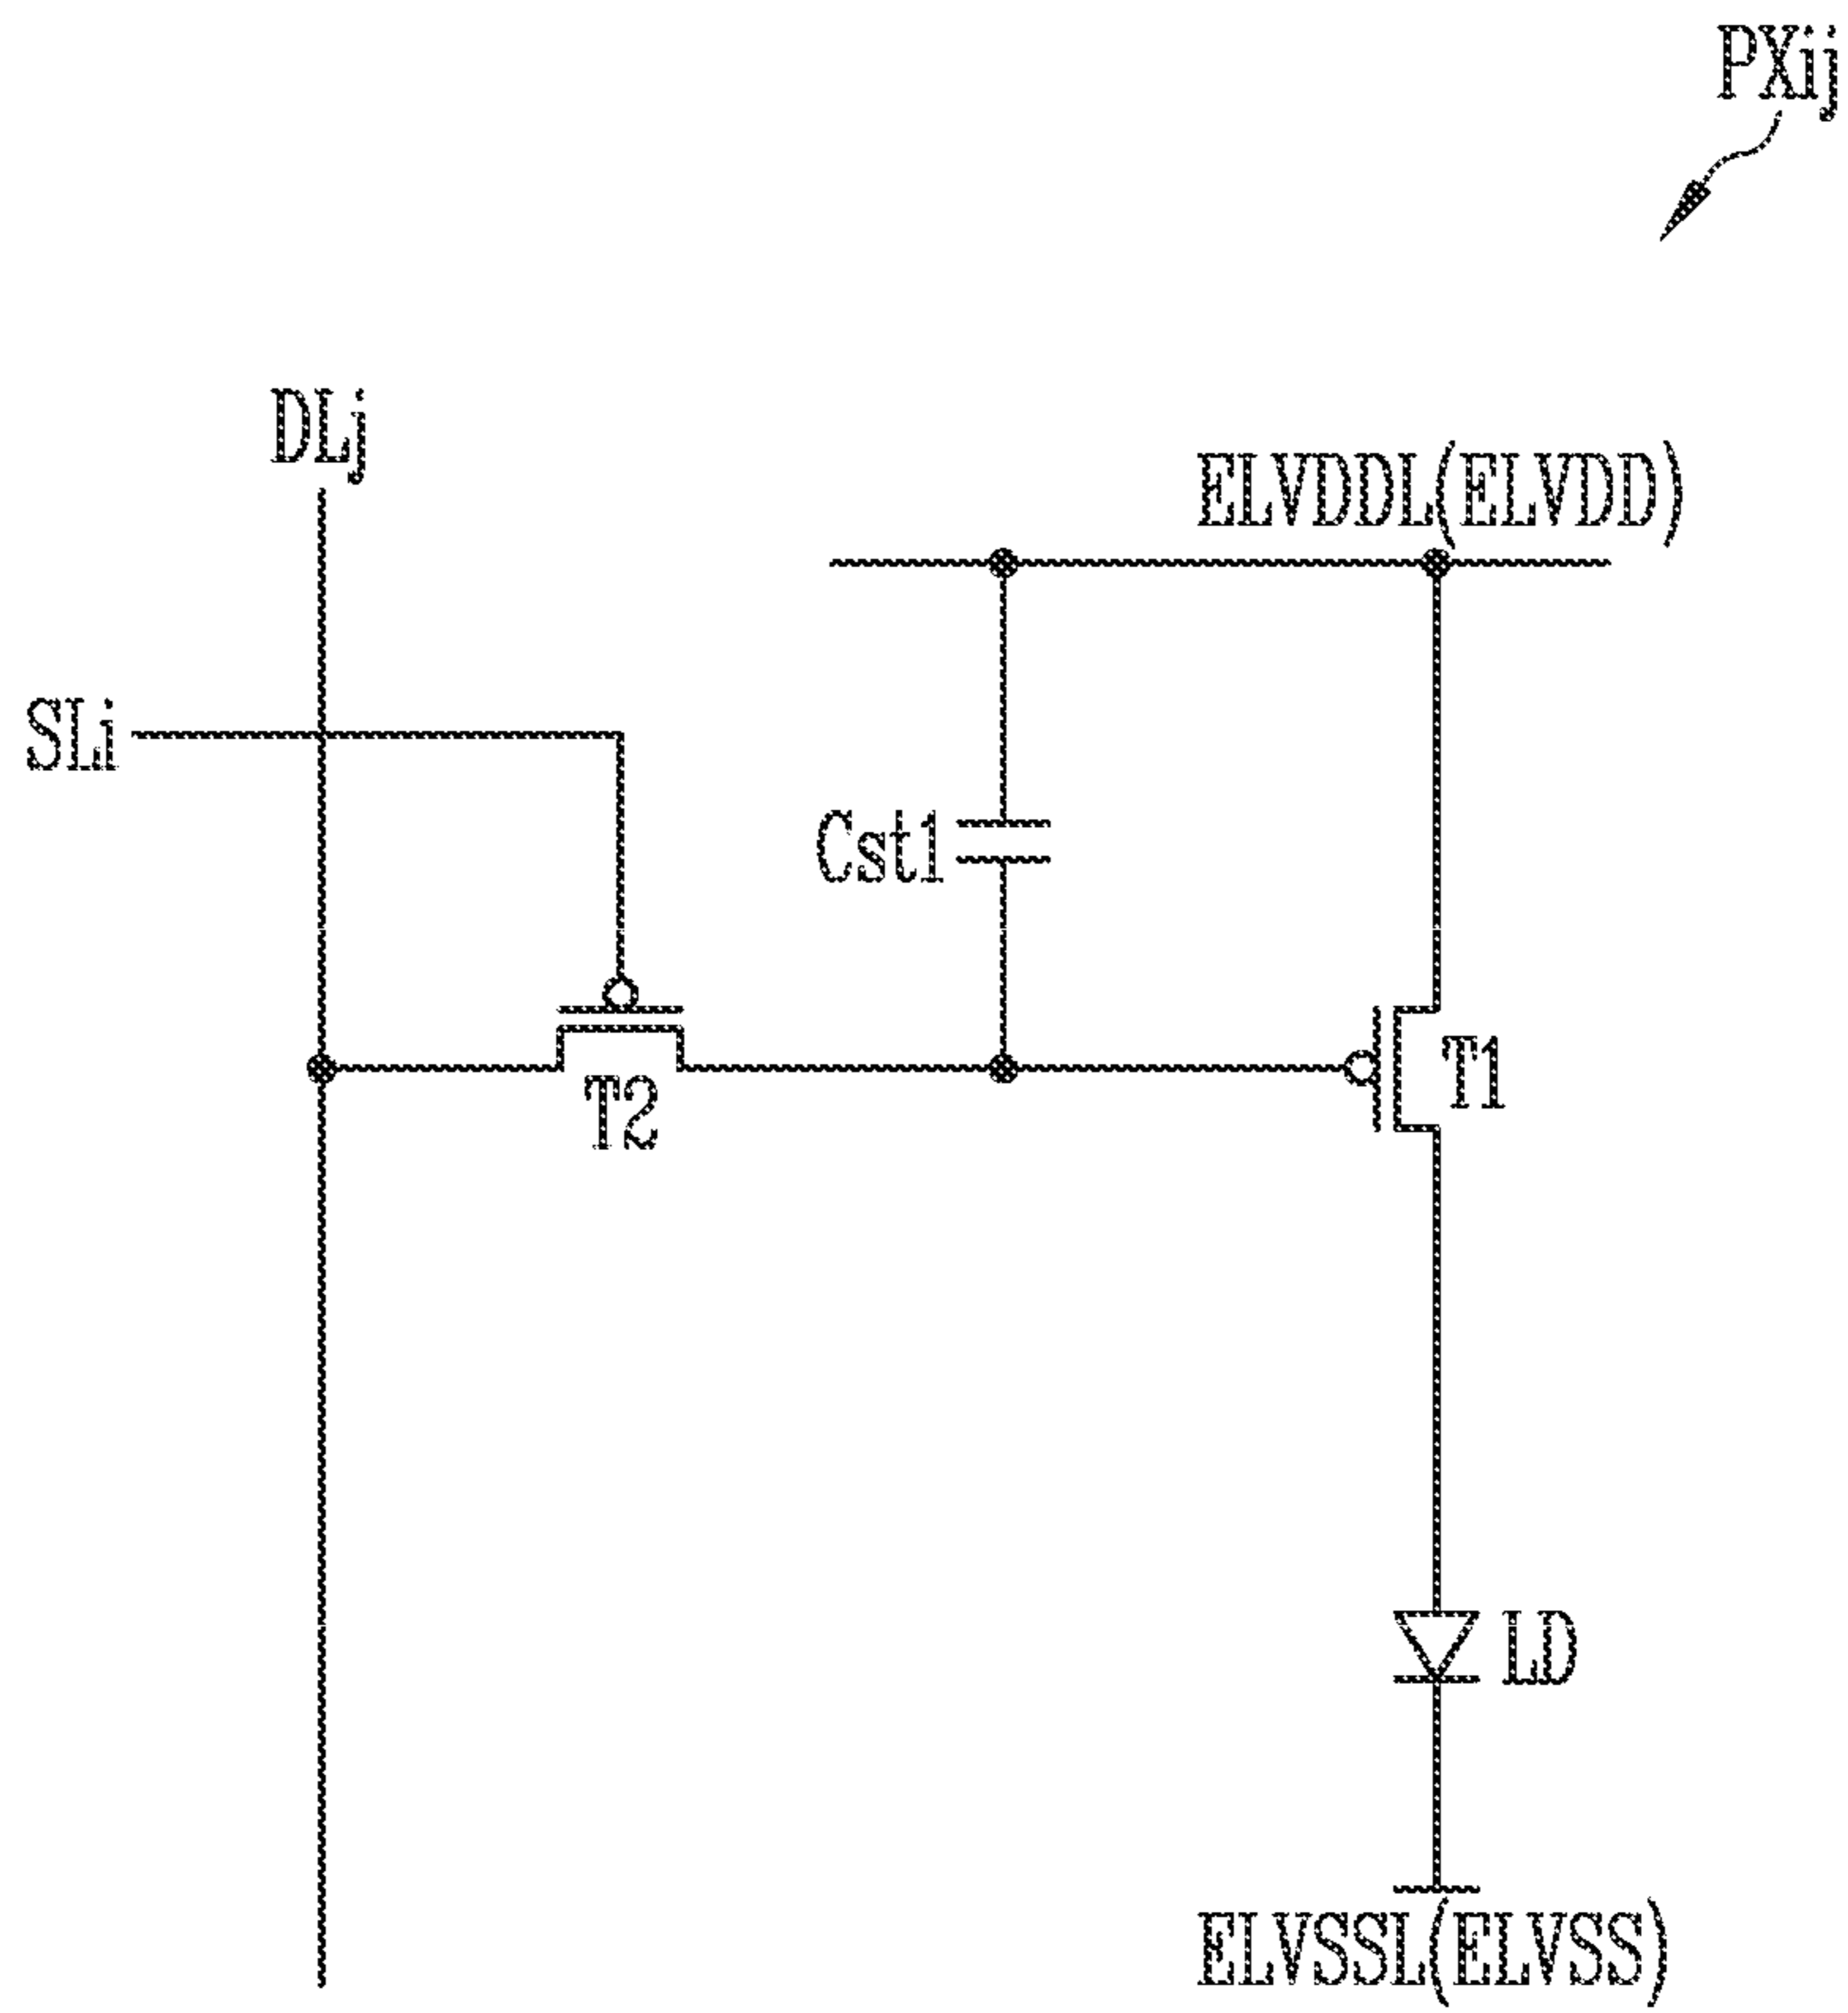 PXij
DLj
ELVDDL(ELVDD)
SLi
Cst1
T1
T2
LD
ELVSSL(ELVSS)